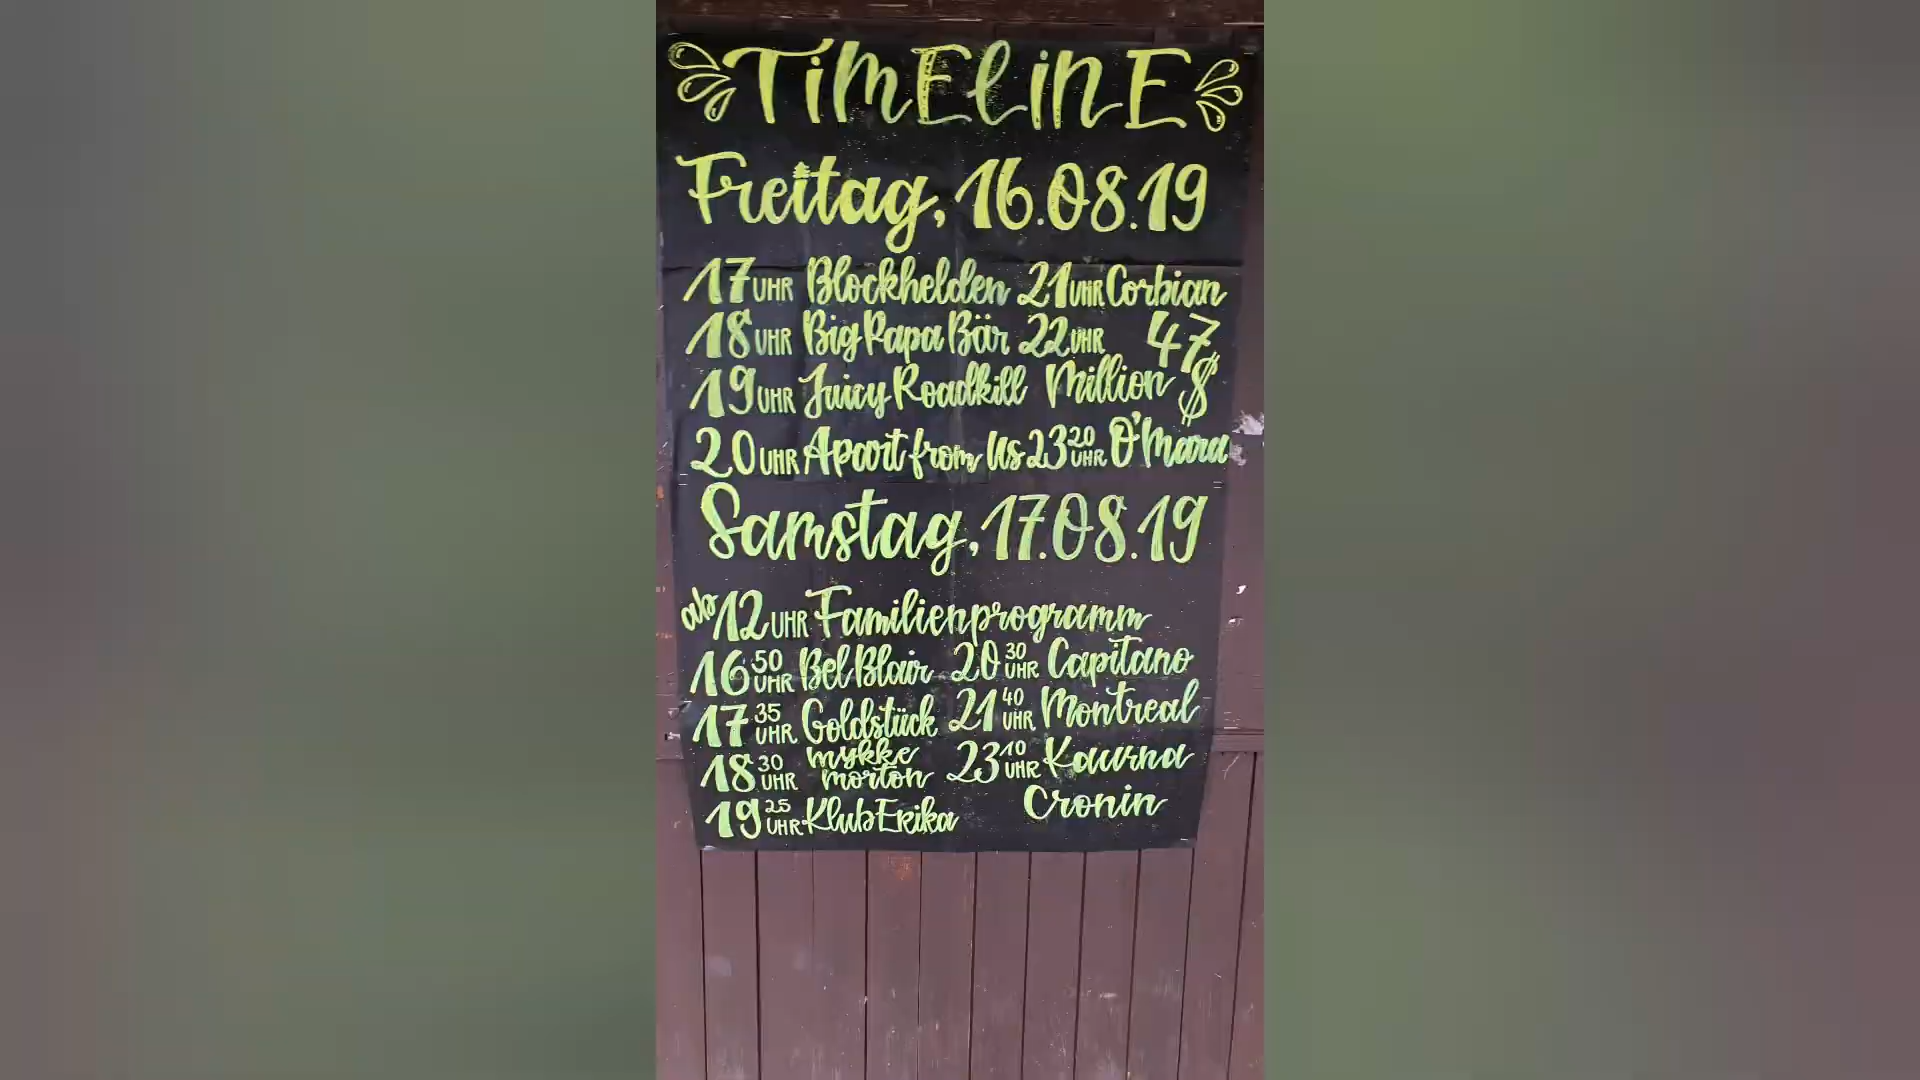 TIMELINE
Freitag, 16.08.19
17 UHR Blockhelden 21 UHR Corbian
18 UHR Big Papa Bär 22 UHR 47
19 UHR Juicy Roadkill Million $
20 UHR Apart from Us 23 20 UHR O'Mara
Samstag, 17.08.19
ab 12 UHR Familienprogramm
16 50 UHR Bel Blair 20 30 UHR Capitano
17 35 UHR Goldstück 21 40 UHR Montreal
18 30 UHR mykke morton 23 10 UHR Kaurna
19 25 UHR Klub Erika Cronin